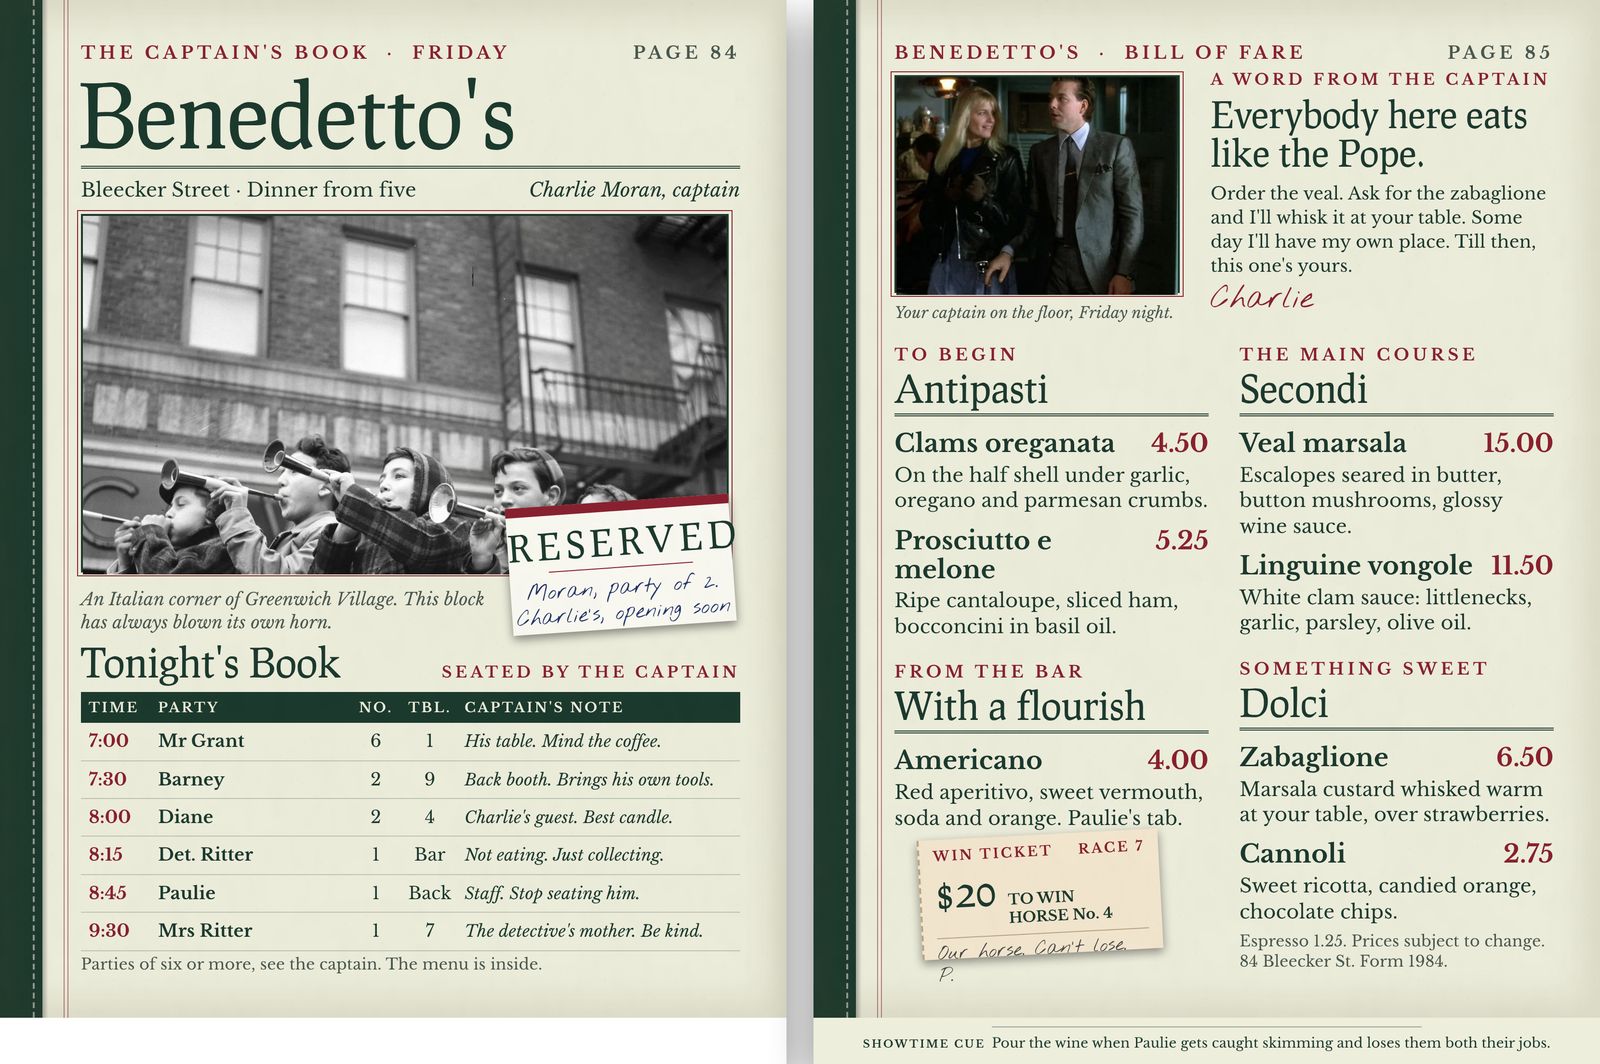 THE CAPTAIN'S BOOK · FRIDAY PAGE 84
Benedetto's
Bleecker Street · Dinner from five Charlie Moran, captain
RESERVED
Moran, party of 2.
Charlie's, opening soon
An Italian corner of Greenwich Village. This block
has always blown its own horn.
Tonight's Book SEATED BY THE CAPTAIN
TIME PARTY NO. TBL. CAPTAIN'S NOTE
7:00 Mr Grant 6 1 His table. Mind the coffee.
7:30 Barney 2 9 Back booth. Brings his own tools.
8:00 Diane 2 4 Charlie's guest. Best candle.
8:15 Det. Ritter 1 Bar Not eating. Just collecting.
8:45 Paulie 1 Back Staff. Stop seating him.
9:30 Mrs Ritter 1 7 The detective's mother. Be kind.
Parties of six or more, see the captain. The menu is inside.
BENEDETTO'S · BILL OF FARE PAGE 85
A WORD FROM THE CAPTAIN
Everybody here eats
like the Pope.
Order the veal. Ask for the zabaglione
and I'll whisk it at your table. Some
day I'll have my own place. Till then,
this one's yours.
Charlie
Your captain on the floor, Friday night.
TO BEGIN
Antipasti
Clams oreganata 4.50
On the half shell under garlic,
oregano and parmesan crumbs.
Prosciutto e 5.25
melone
Ripe cantaloupe, sliced ham,
bocconcini in basil oil.
FROM THE BAR
With a flourish
Americano 4.00
Red aperitivo, sweet vermouth,
soda and orange. Paulie's tab.
WIN TICKET RACE 7
$20 TO WIN
HORSE No. 4
Our horse. Can't lose.
P.
THE MAIN COURSE
Secondi
Veal marsala 15.00
Escalopes seared in butter,
button mushrooms, glossy
wine sauce.
Linguine vongole 11.50
White clam sauce: littlenecks,
garlic, parsley, olive oil.
SOMETHING SWEET
Dolci
Zabaglione 6.50
Marsala custard whisked warm
at your table, over strawberries.
Cannoli 2.75
Sweet ricotta, candied orange,
chocolate chips.
Espresso 1.25. Prices subject to change.
84 Bleecker St. Form 1984.
SHOWTIME CUE Pour the wine when Paulie gets caught skimming and loses them both their jobs.